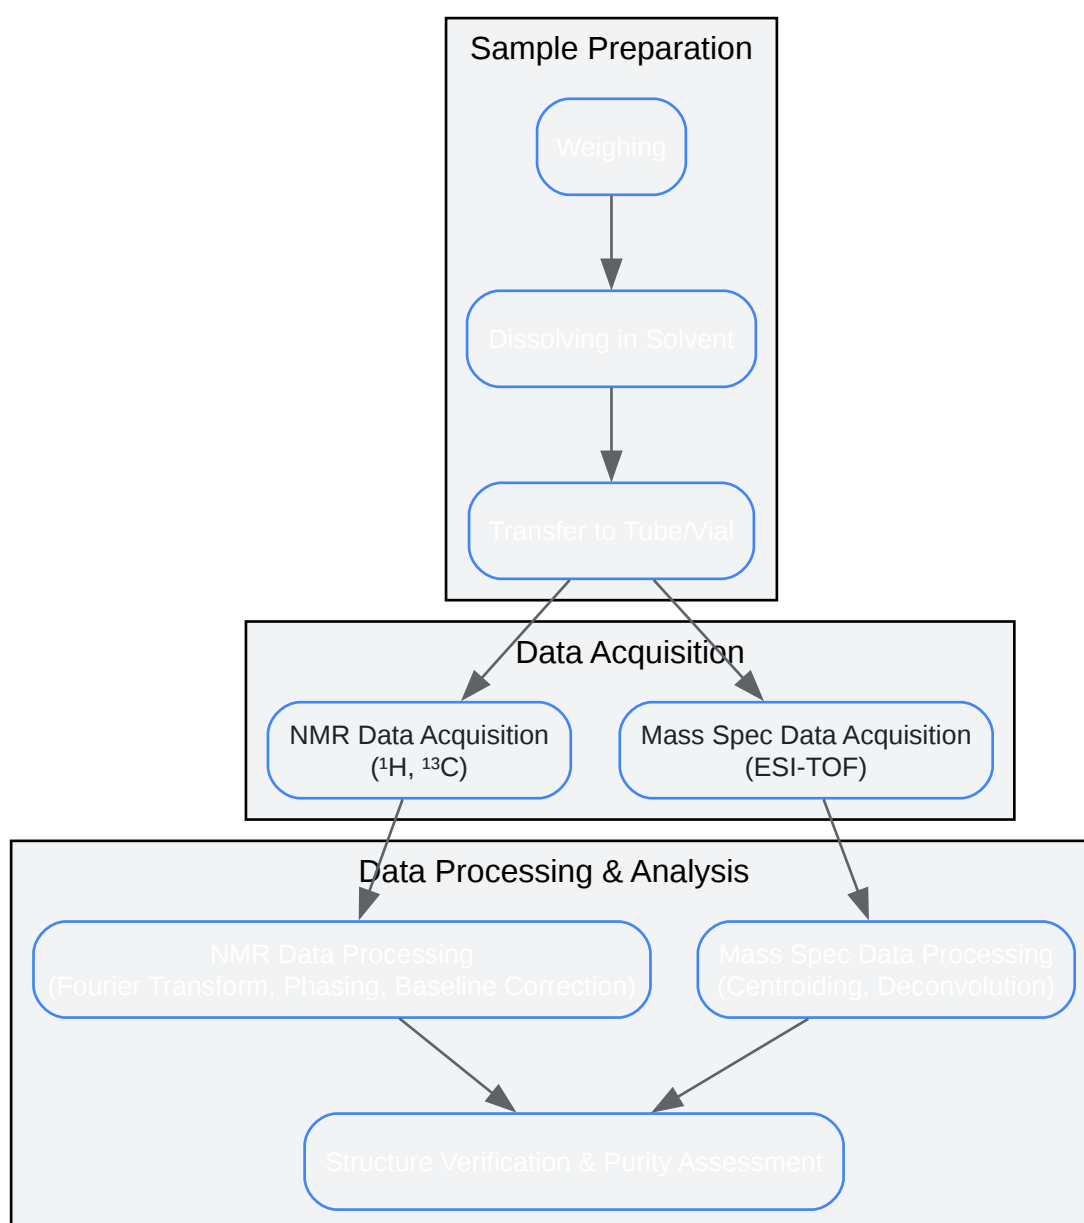 Sample Preparation
Weighing
Dissolving in Solvent
Transfer to Tube/Vial
Data Acquisition
NMR Data Acquisition
(¹H, ¹³C)
Mass Spec Data Acquisition
(ESI-TOF)
Data Processing & Analysis
NMR Data Processing
(Fourier Transform, Phasing, Baseline Correction)
Mass Spec Data Processing
(Centroiding, Deconvolution)
Structure Verification & Purity Assessment